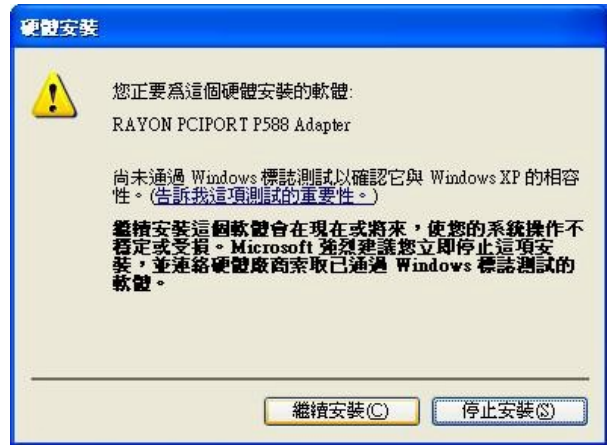 硬體安裝
您正要為這個硬體安裝的軟體:
RAYON PCIPORT P588 Adapter
尚未通過 Windows 標誌測試以確認它與 Windows XP 的相容
性。(告訴我這項測試的重要性。)
繼續安裝這個軟體會在現在或將來，使您的系統操作不
穩定或受損。Microsoft 強烈建議您立即停止這項安
裝，並連絡硬體廠商索取已通過 Windows 標誌測試的
軟體。
繼續安裝(C)
停止安裝(S)